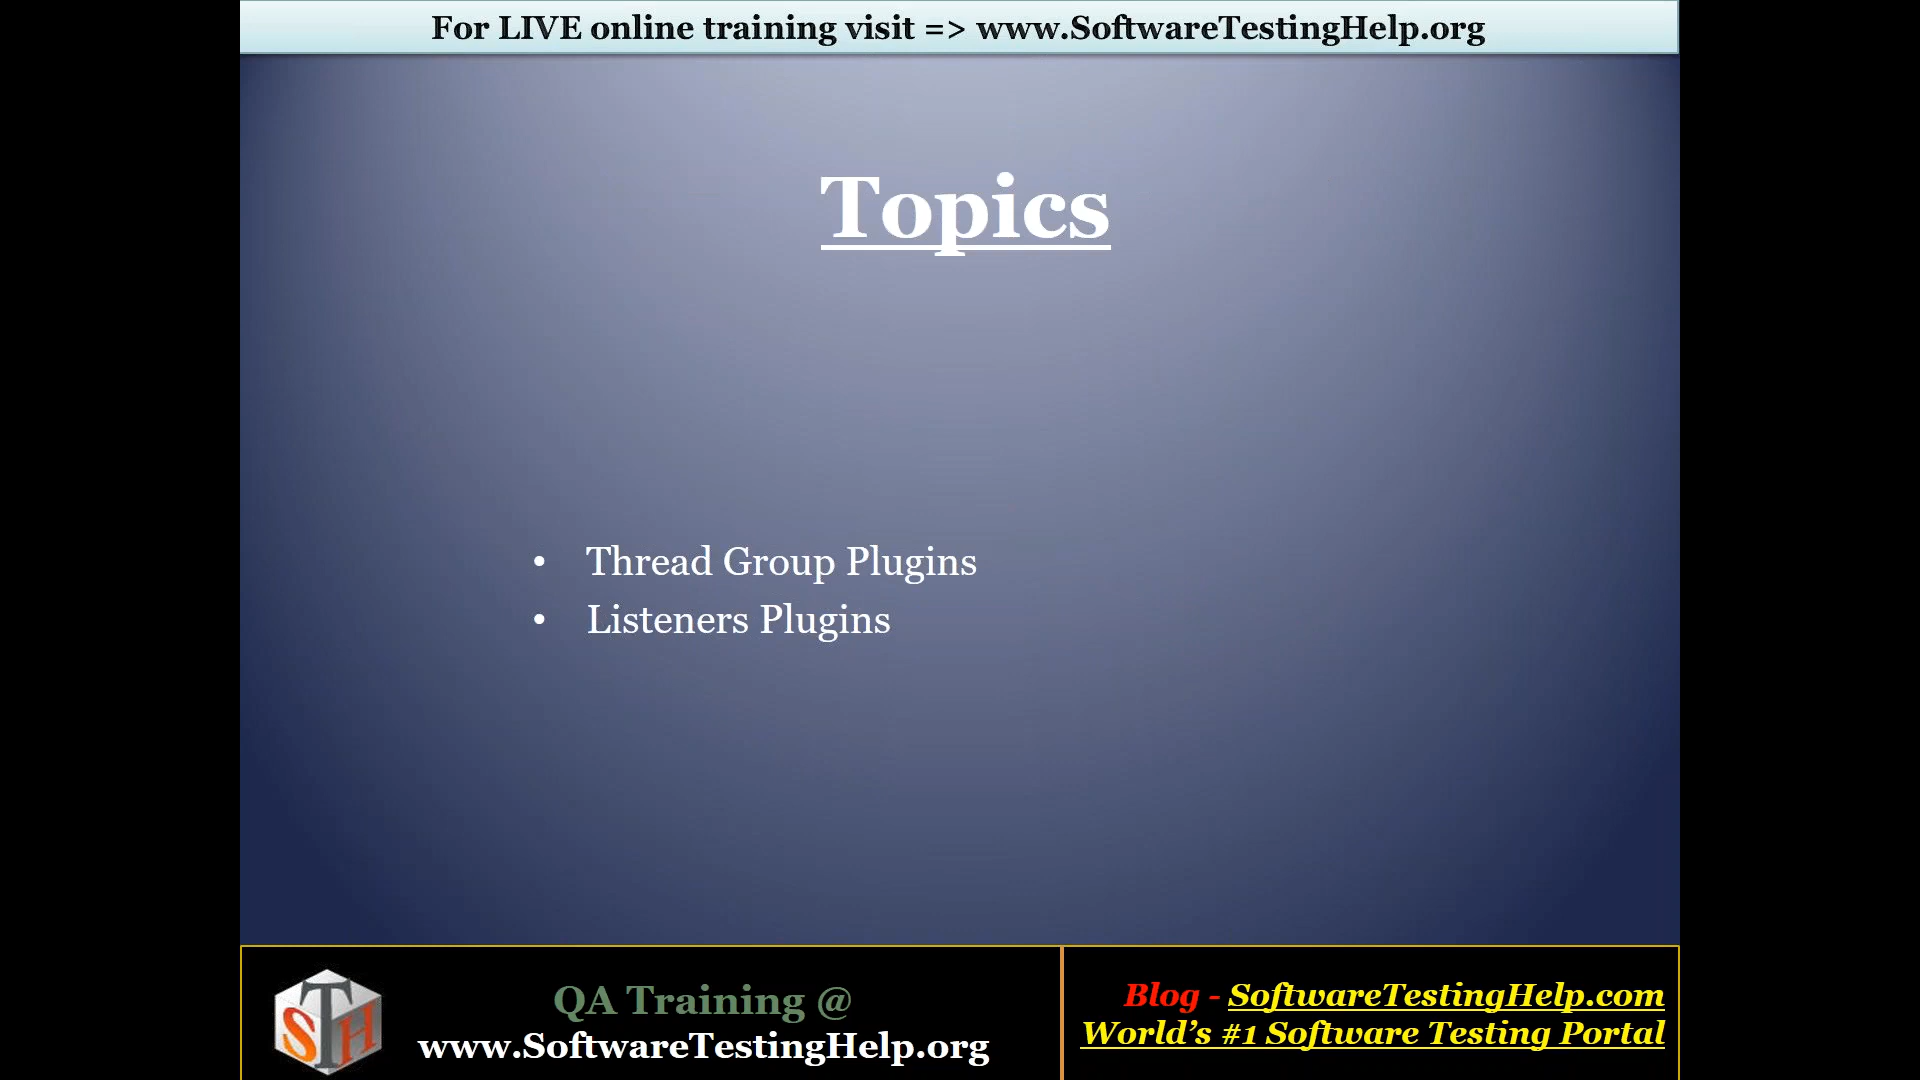 For LIVE online training visit => www.SoftwareTestingHelp.org
Topics
• Thread Group Plugins
• Listeners Plugins
STH
QA Training @
www.SoftwareTestingHelp.org
Blog - SoftwareTestingHelp.com
World's #1 Software Testing Portal